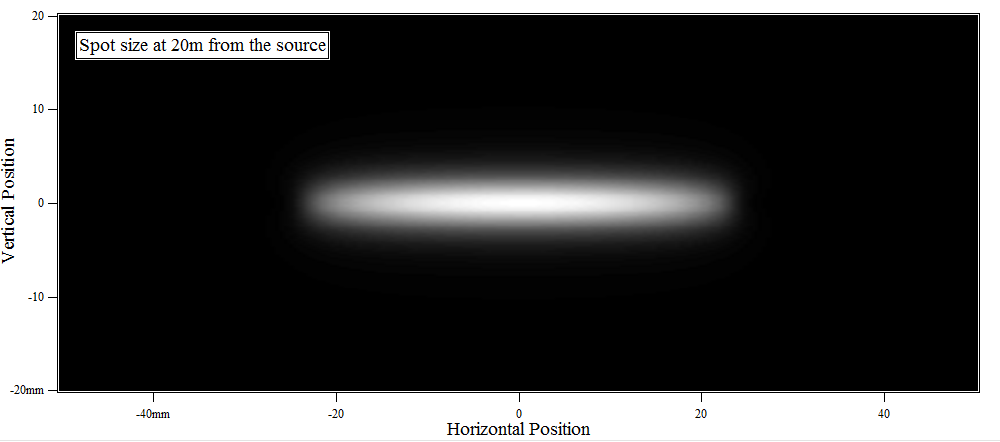 20
Spot size at 20m from the source
10
Vertical Position
0
-10
-20mm
-40mm -20 0 20 40
Horizontal Position